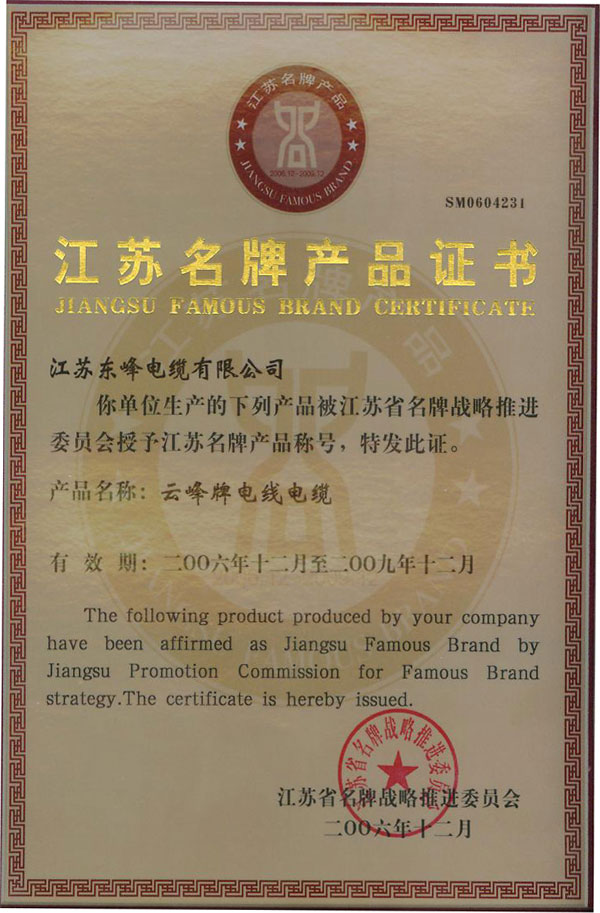 江苏名牌产品
2006.12-2009.12
JIANGSU FAMOUS BRAND
SM0604231
江苏名牌产品证书
JIANGSU FAMOUS BRAND CERTIFICATE
江苏东峰电缆有限公司
你单位生产的下列产品被江苏省名牌战略推进
委员会授予江苏名牌产品称号，特发此证。
产品名称：云峰牌电线电缆
有 效 期：二〇〇六年十二月至二〇〇九年十二月
The following product produced by your company
have been affirmed as Jiangsu Famous Brand by
Jiangsu Promotion Commission for Famous Brand
strategy.The certificate is hereby issued.
江苏省名牌战略推进委员会
江苏省名牌战略推进委员会
二〇〇六年十二月